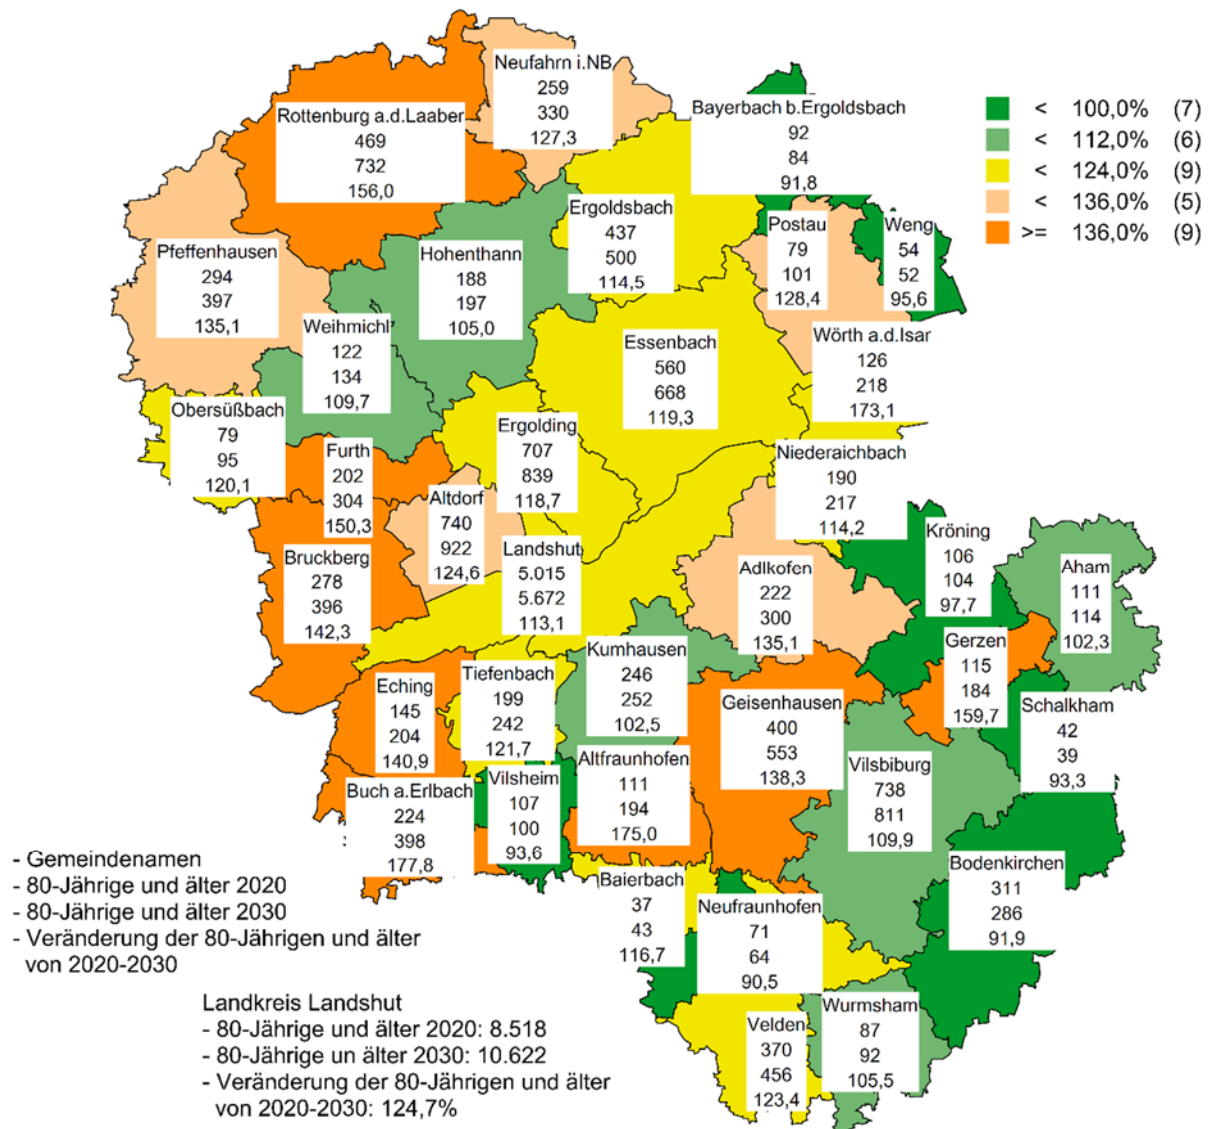 Neufahrn i.NB
259
330
127,3
Rottenburg a.d.Laaber
469
732
156,0
Bayerbach b.Ergoldsbach
92
84
91,8
< 100,0% (7)
< 112,0% (6)
< 124,0% (9)
< 136,0% (5)
>= 136,0% (9)
Pfeffenhausen
294
397
135,1
Hohenthann
188
197
105,0
Ergoldsbach
437
500
114,5
Postau
79
101
128,4
Weng
54
52
95,6
Weihmichl
122
134
109,7
Essenbach
560
668
119,3
Wörth a.d.Isar
126
218
173,1
Obersüßbach
79
95
120,1
Furth
202
304
150,3
Ergolding
707
839
118,7
Niederaichbach
190
217
114,2
Altdorf
740
922
124,6
Bruckberg
278
396
142,3
Landshut
5.015
5.672
113,1
Adlkofen
222
300
135,1
Kröning
106
104
97,7
Aham
111
114
102,3
Kumhausen
246
252
102,5
Gerzen
115
184
159,7
Eching
145
204
140,9
Tiefenbach
199
242
121,7
Geisenhausen
400
553
138,3
Schalkham
42
39
93,3
Altfraunhofen
111
194
175,0
Vilsbiburg
738
811
109,9
Buch a.Erlbach
224
398
177,8
Vilsheim
107
100
93,6
Bodenkirchen
311
286
91,9
Baierbach
37
43
116,7
Neufraunhofen
71
64
90,5
Velden
370
456
123,4
Wurmsham
87
92
105,5
- Gemeindenamen
- 80-Jährige und älter 2020
- 80-Jährige und älter 2030
- Veränderung der 80-Jährigen und älter
von 2020-2030
Landkreis Landshut
- 80-Jährige und älter 2020: 8.518
- 80-Jährige un älter 2030: 10.622
- Veränderung der 80-Jährigen und älter
von 2020-2030: 124,7%